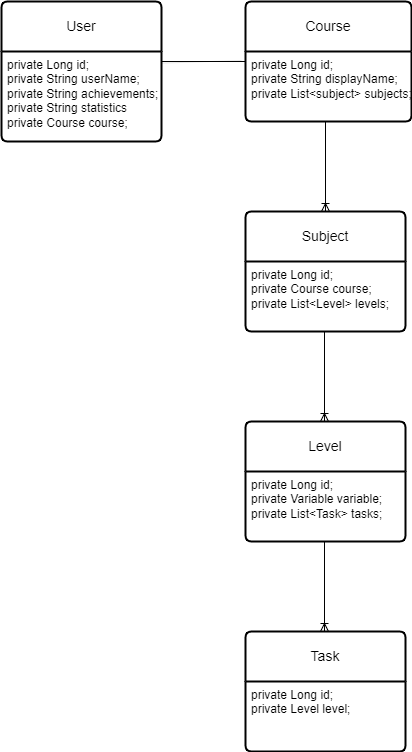 User
private Long id;
private String userName;
private String achievements;
private String statistics
private Course course;
Course
private Long id;
private String displayName;
private List<subject> subjects;
Subject
private Long id;
private Course course;
private List<Level> levels;
Level
private Long id;
private Variable variable;
private List<Task> tasks;
Task
private Long id;
private Level level;